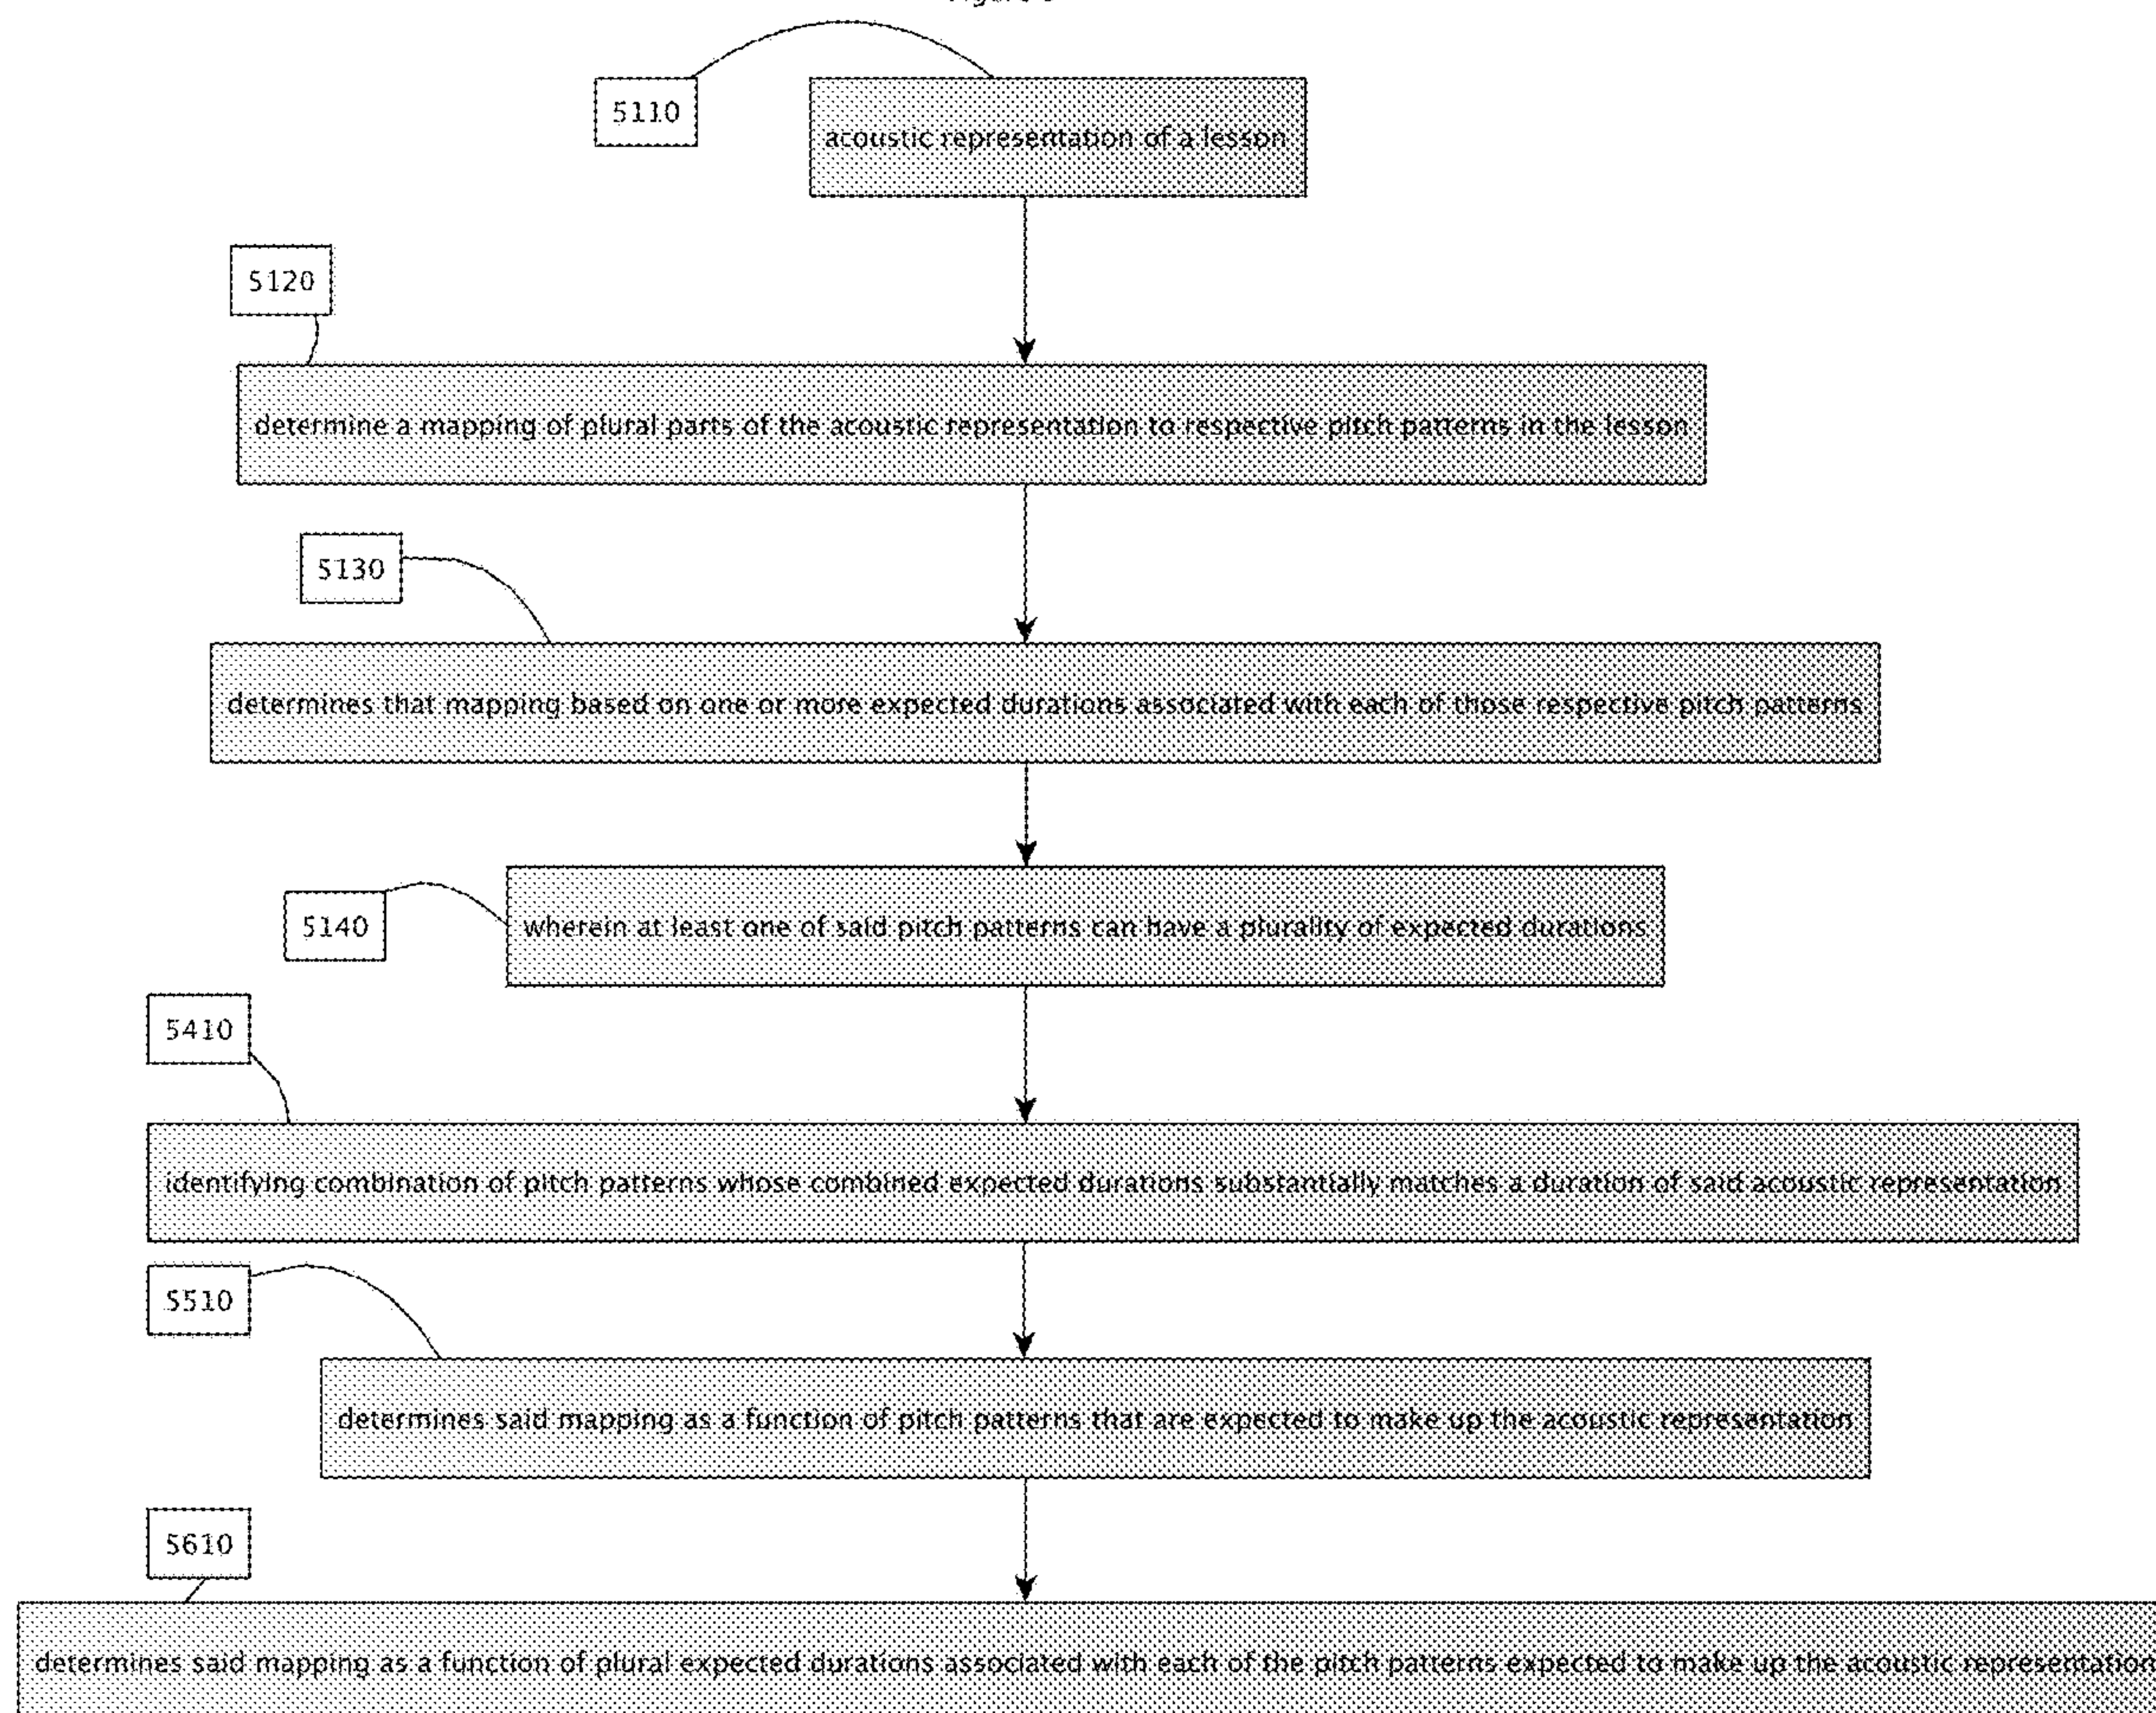 5110
acoustic representation of a lesson
5120
determine a mapping of plural parts of the acoustic representation to respective pitch patterns in the lesson
5130
determines that mapping based on one or more expected durations associated with each of those respective pitch patterns
5140
wherein at least one of said pitch patterns can have a plurality of expected durations
5410
identifying combination of pitch patterns whose combined expected durations substantially matches a duration of said acoustic representation
5510
determines said mapping as a function of pitch patterns that are expected to make up the acoustic representation
5610
determines said mapping as a function of plural expected durations associated with each of the pitch patterns expected to make up the acoustic representation